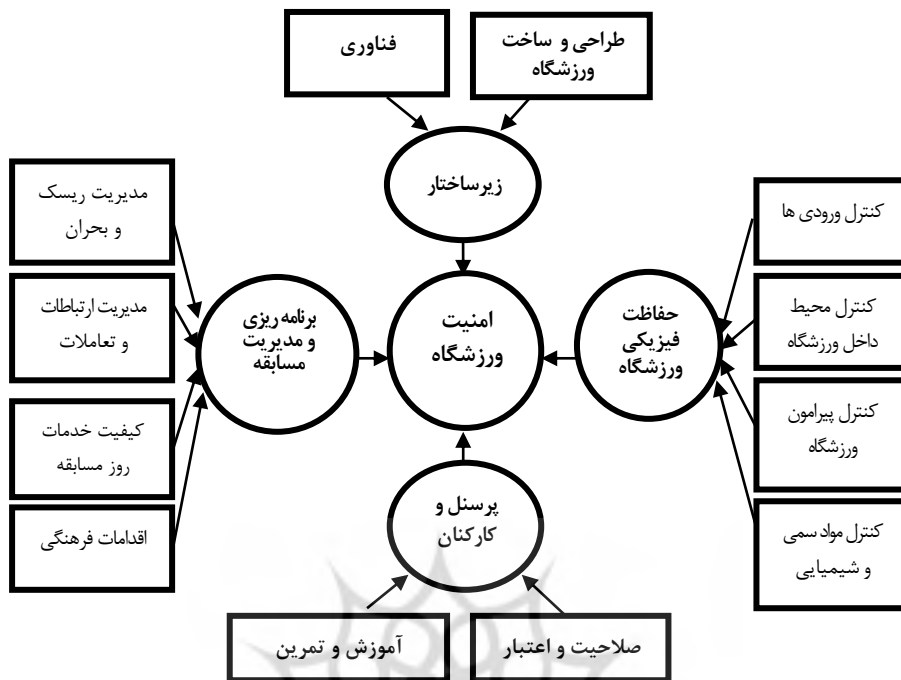 طراحی و ساخت
ورزشگاه
فناوری
زیرساختار
کنترل ورودی ها
کنترل محیط
داخل ورزشگاه
کنترل پیرامون
ورزشگاه
کنترل مواد سمی
و شیمیایی
حفاظت
فیزیکی
ورزشگاه
امنیت
ورزشگاه
برنامه ریزی
و مدیریت
مسابقه
مدیریت ریسک
و بحران
مدیریت ارتباطات
و تعاملات
کیفیت خدمات
روز مسابقه
اقدامات فرهنگی
پرسنل و
کارکنان
صلاحیت و اعتبار
آموزش و تمرین